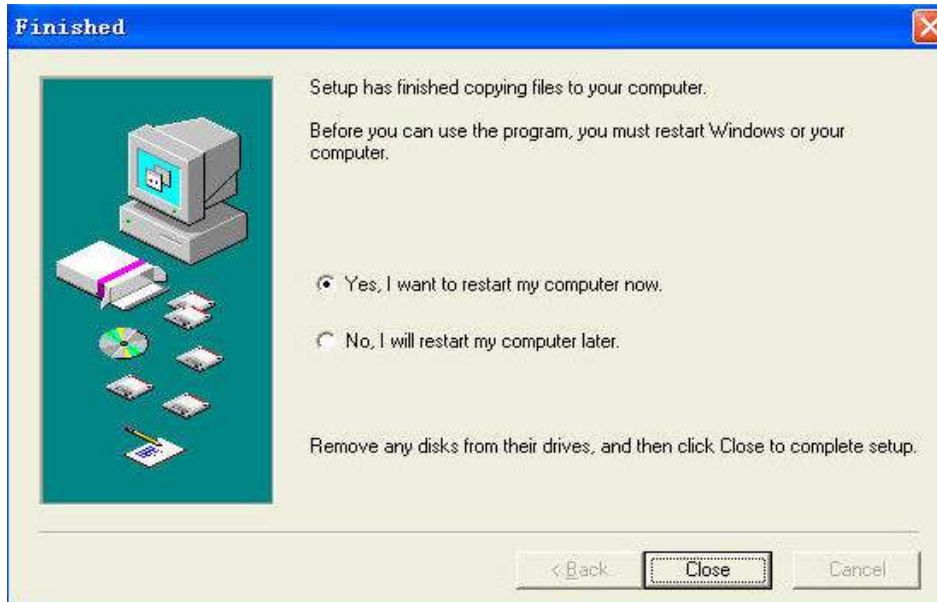 Finished
Setup has finished copying files to your computer.
Before you can use the program, you must restart Windows or your
computer.
Yes, I want to restart my computer now.
No, I will restart my computer later.
Remove any disks from their drives, and then click Close to complete setup.
< Back
Close
Cancel